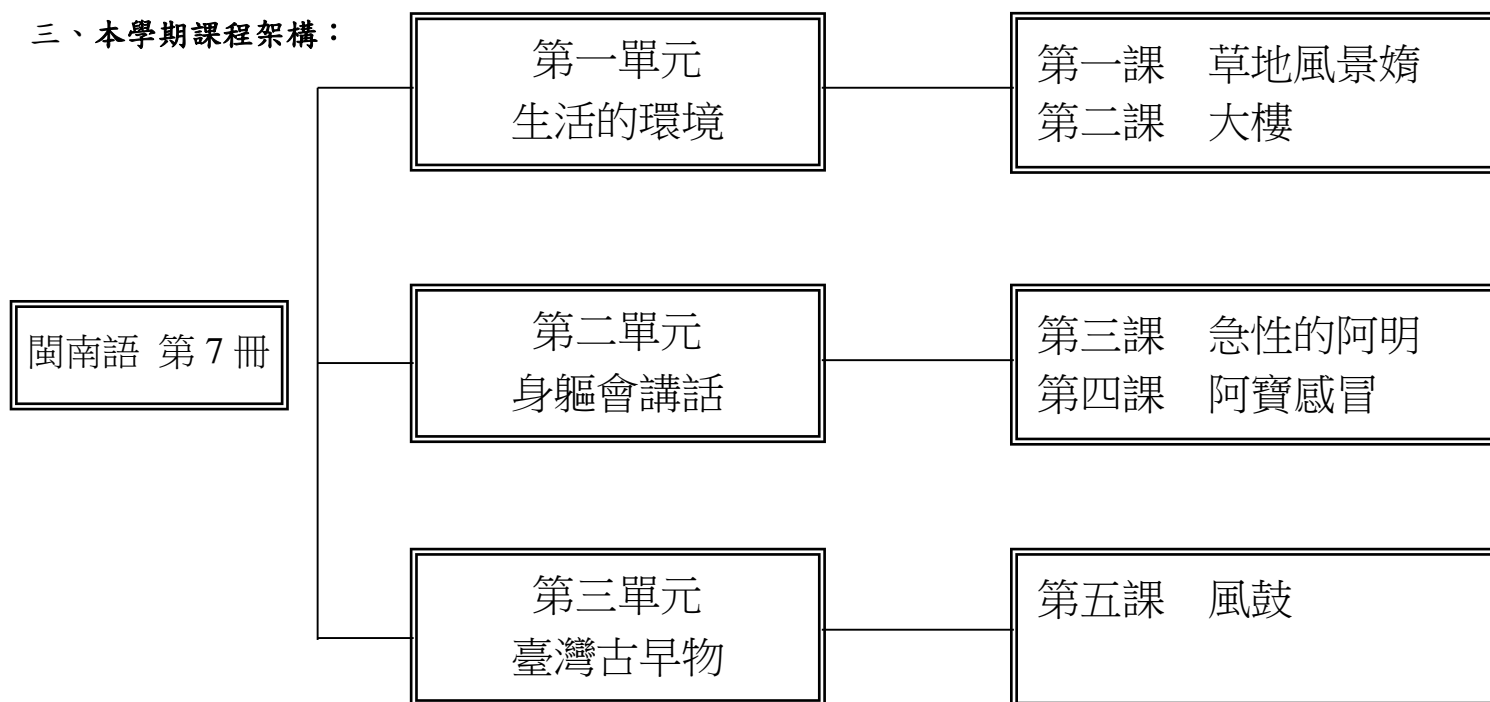 三、本學期課程架構：
第一單元
生活的環境
第一課　草地風景媠
第二課　大樓
閩南語 第 7 冊
第二單元
身軀會講話
第三課　急性的阿明
第四課　阿寶感冒
第三單元
臺灣古早物
第五課　風鼓